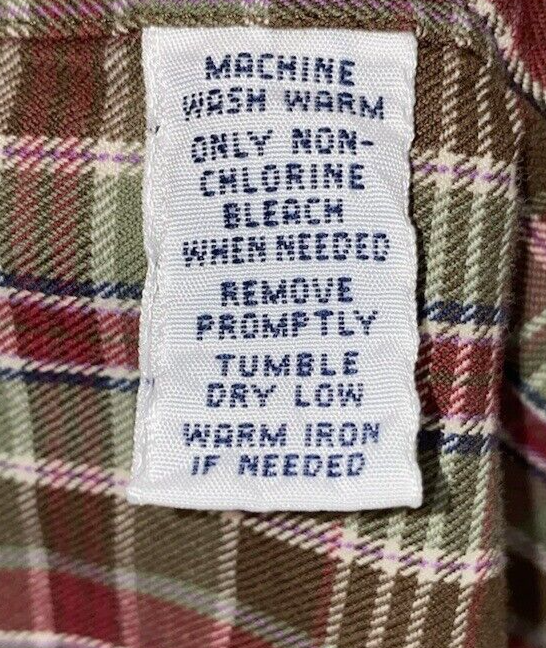 MACHINE
WASH WARM
ONLY NON-
CHLORINE
BLEACH
WHEN NEEDED
REMOVE
PROMPTLY
TUMBLE
DRY LOW
WARM IRON
IF NEEDED